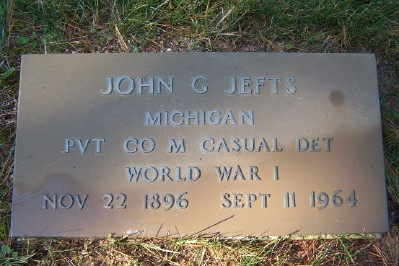 JOHN G JEFTS
MICHIGAN
PVT CO M CASUAL DET
WORLD WAR I
NOV 22 1896 SEPT 11 1964